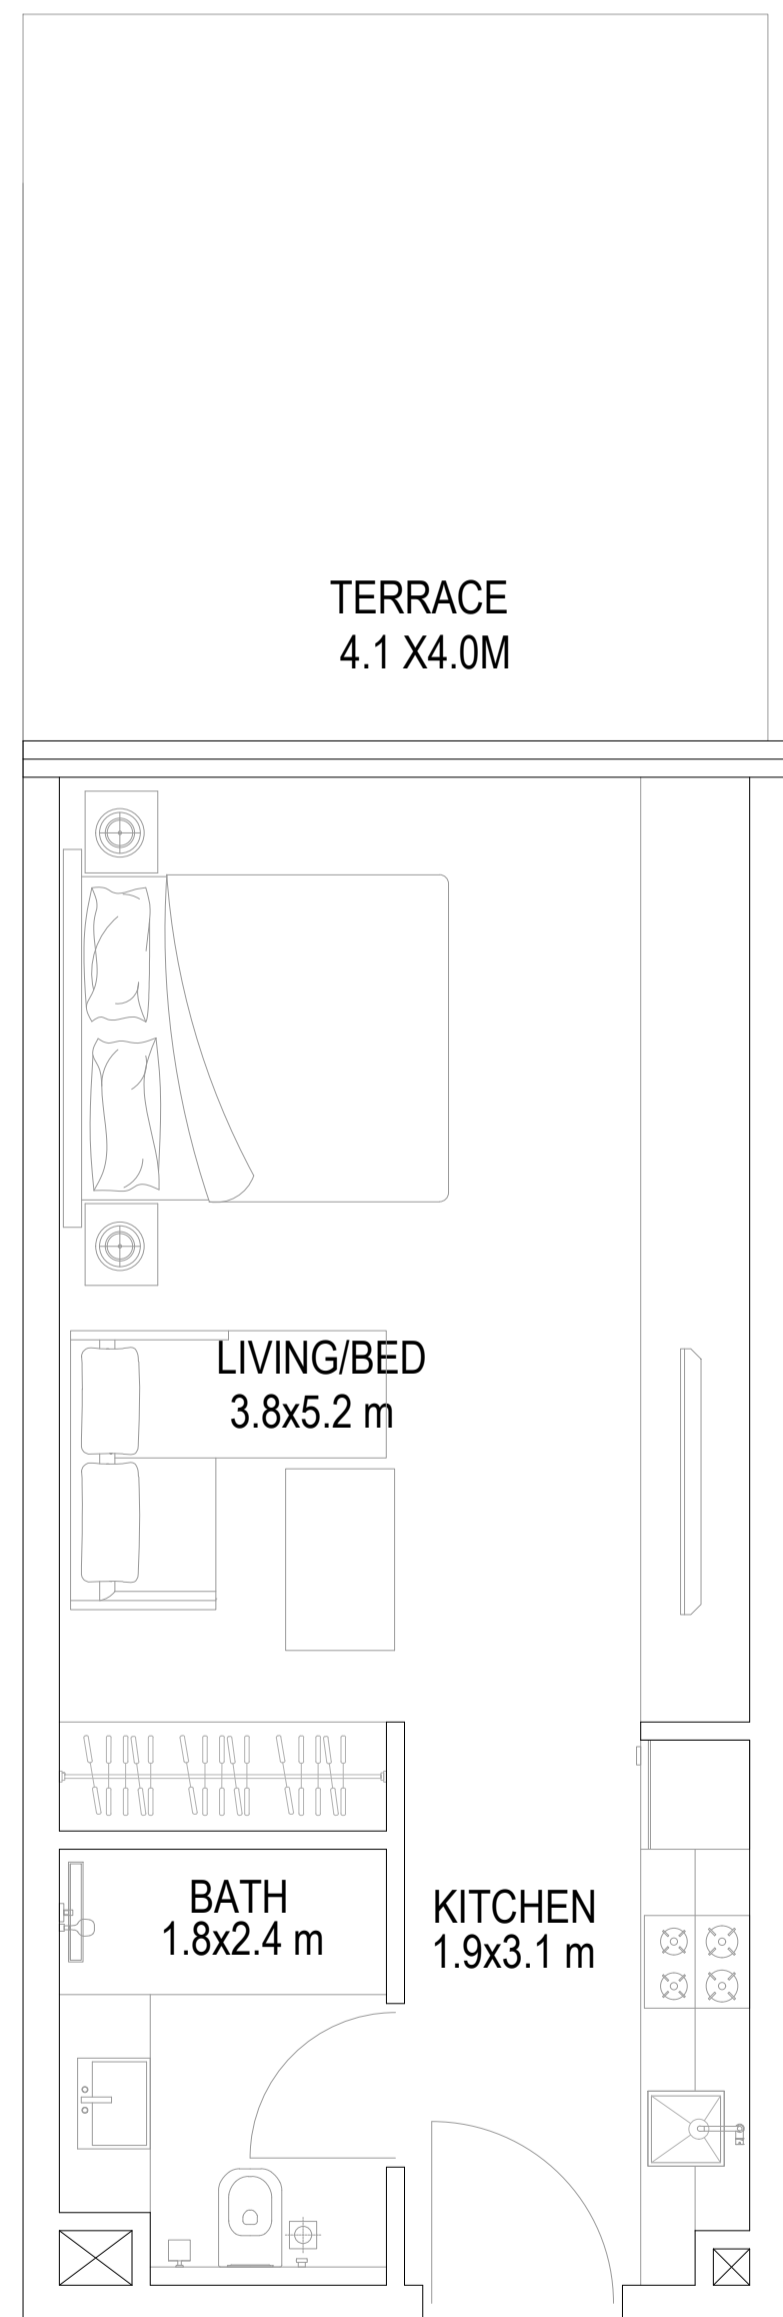 TERRACE
4.1 X4.0M
LIVING/BED
3.8x5.2 m
BATH
1.8x2.4 m
KITCHEN
1.9x3.1 m